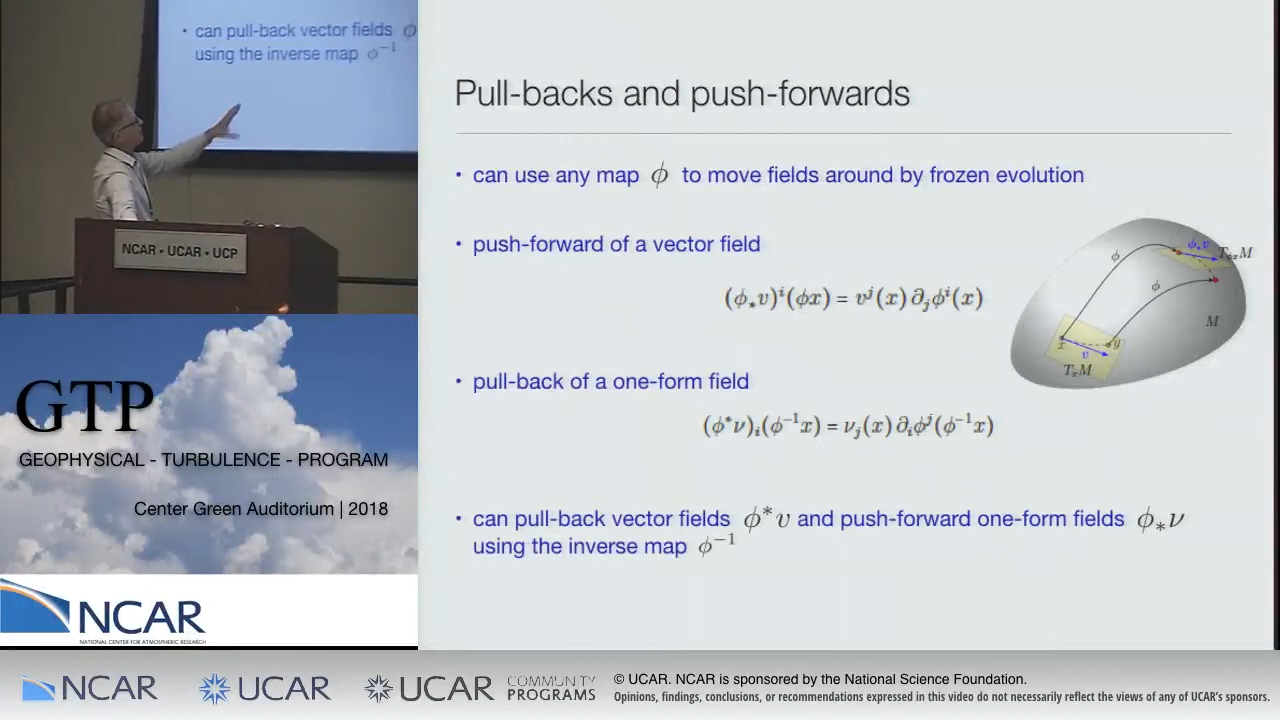 • can pull-back vector fields ϕ
using the inverse map ϕ⁻¹
NCAR • UCAR • UCP
GTP
GEOPHYSICAL - TURBULENCE - PROGRAM
Center Green Auditorium | 2018
NCAR
NATIONAL CENTER FOR ATMOSPHERIC RESEARCH
Pull-backs and push-forwards
• can use any map ϕ to move fields around by frozen evolution
• push-forward of a vector field
(ϕ₊v)ⁱ(ϕx) = vʲ(x) ∂ⱼϕⁱ(x)
ϕ
ϕ₊v
TϕxM
ϕ
M
x
y
v
TₓM
• pull-back of a one-form field
(ϕ*ν)ᵢ(ϕ⁻¹x) = νⱼ(x) ∂ᵢϕʲ(ϕ⁻¹x)
• can pull-back vector fields ϕ*v and push-forward one-form fields ϕ₊ν
using the inverse map ϕ⁻¹
NCAR
UCAR
UCAR COMMUNITY PROGRAMS
© UCAR. NCAR is sponsored by the National Science Foundation.
Opinions, findings, conclusions, or recommendations expressed in this video do not necessarily reflect the views of any of UCAR's sponsors.